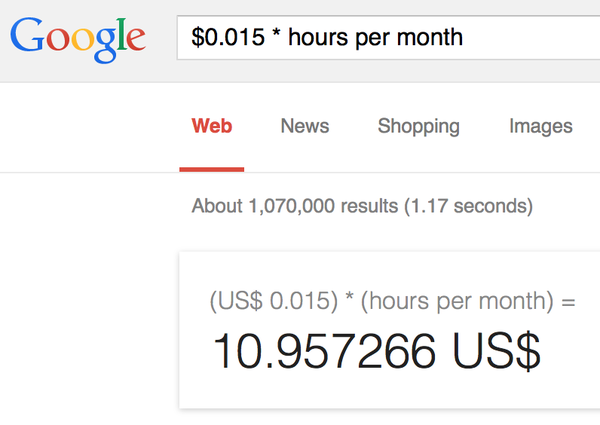 Google $0.015 * hours per month
Web News Shopping Images
About 1,070,000 results (1.17 seconds)
(US$ 0.015) * (hours per month) =
10.957266 US$